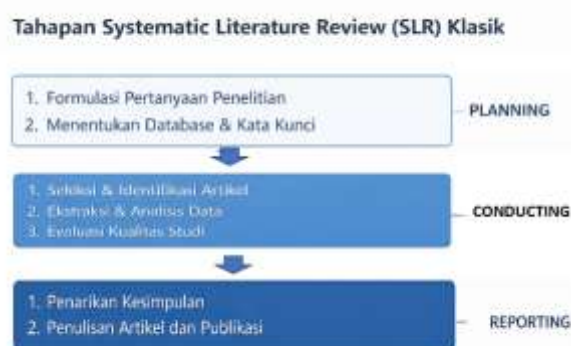 Tahapan Systematic Literature Review (SLR) Klasik
1. Formulasi Pertanyaan Penelitian
2. Menentukan Database & Kata Kunci
PLANNING
1. Seleksi & Identifikasi Artikel
2. Ekstraksi & Analisis Data
3. Evaluasi Kualitas Studi
CONDUCTING
1. Penarikan Kesimpulan
2. Penulisan Artikel dan Publikasi
REPORTING